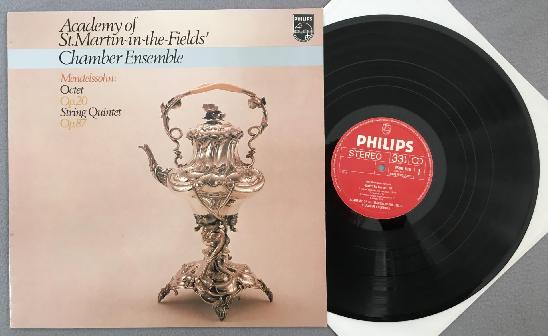 Academy of
St.Martin-in-the-Fields'
Chamber Ensemble
Mendelssohn:
Octet
Op.20
String Quintet
Op.87
PHILIPS
PHILIPS
STEREO 33⅓